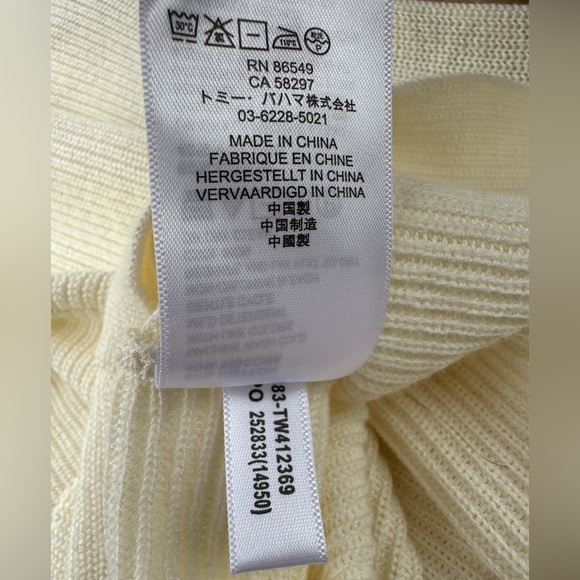 30°C
110°C
P
RN 86549
CA 58297
トミー・バハマ株式会社
03-6228-5021
MADE IN CHINA
FABRIQUE EN CHINE
HERGESTELLT IN CHINA
VERVAARDIGD IN CHINA
中国製
中国制造
中國製
83-TW412369
PO 252833(14950)